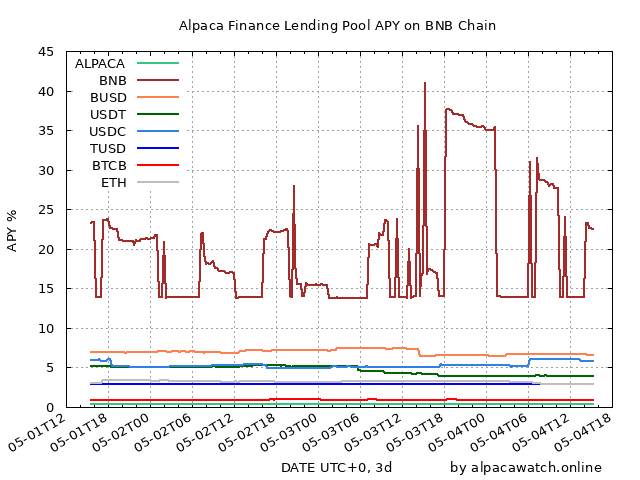 Alpaca Finance Lending Pool APY on BNB Chain
45
40
35
30
25
20
15
10
5
0
APY %
ALPACA
BNB
BUSD
USDT
USDC
TUSD
BTCB
ETH
05-01T12
05-01T18
05-02T00
05-02T06
05-02T12
05-02T18
05-03T00
05-03T06
05-03T12
05-03T18
05-04T00
05-04T06
05-04T12
05-04T18
DATE UTC+0, 3d
by alpacawatch.online